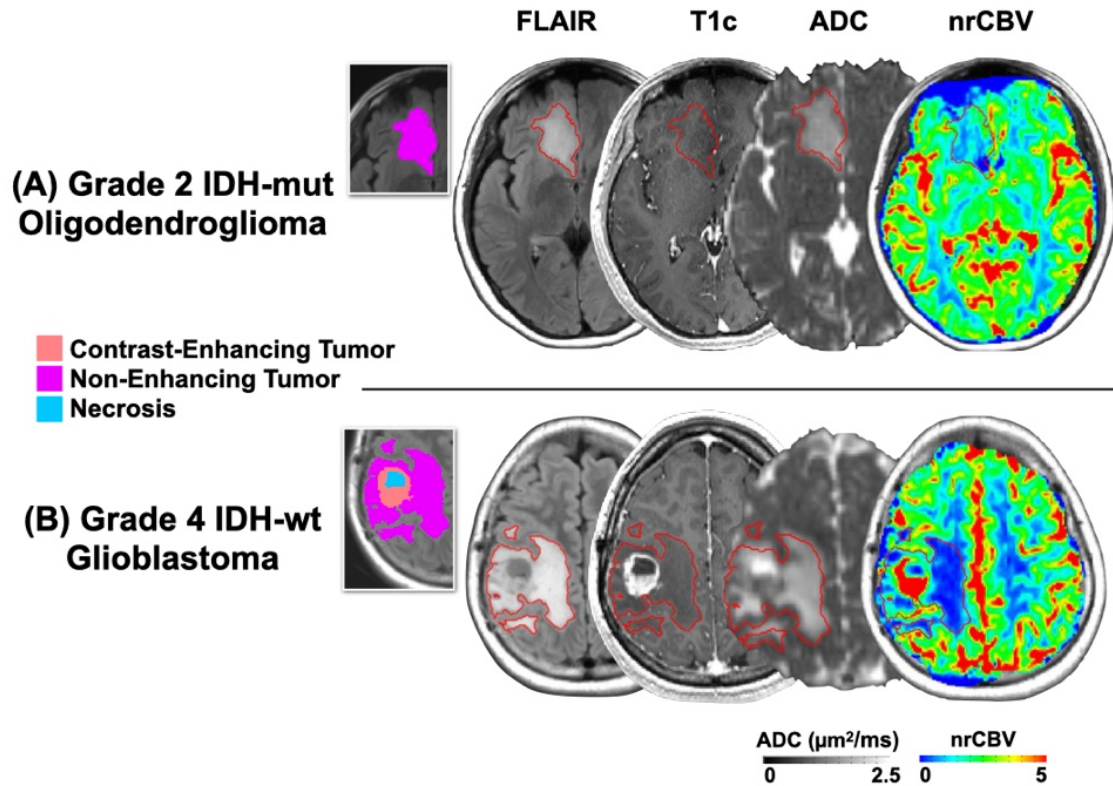 FLAIR T1c ADC nrCBV
(A) Grade 2 IDH-mut
Oligodendroglioma
Contrast-Enhancing Tumor
Non-Enhancing Tumor
Necrosis
(B) Grade 4 IDH-wt
Glioblastoma
ADC (µm²/ms) nrCBV
0 2.5 0 5